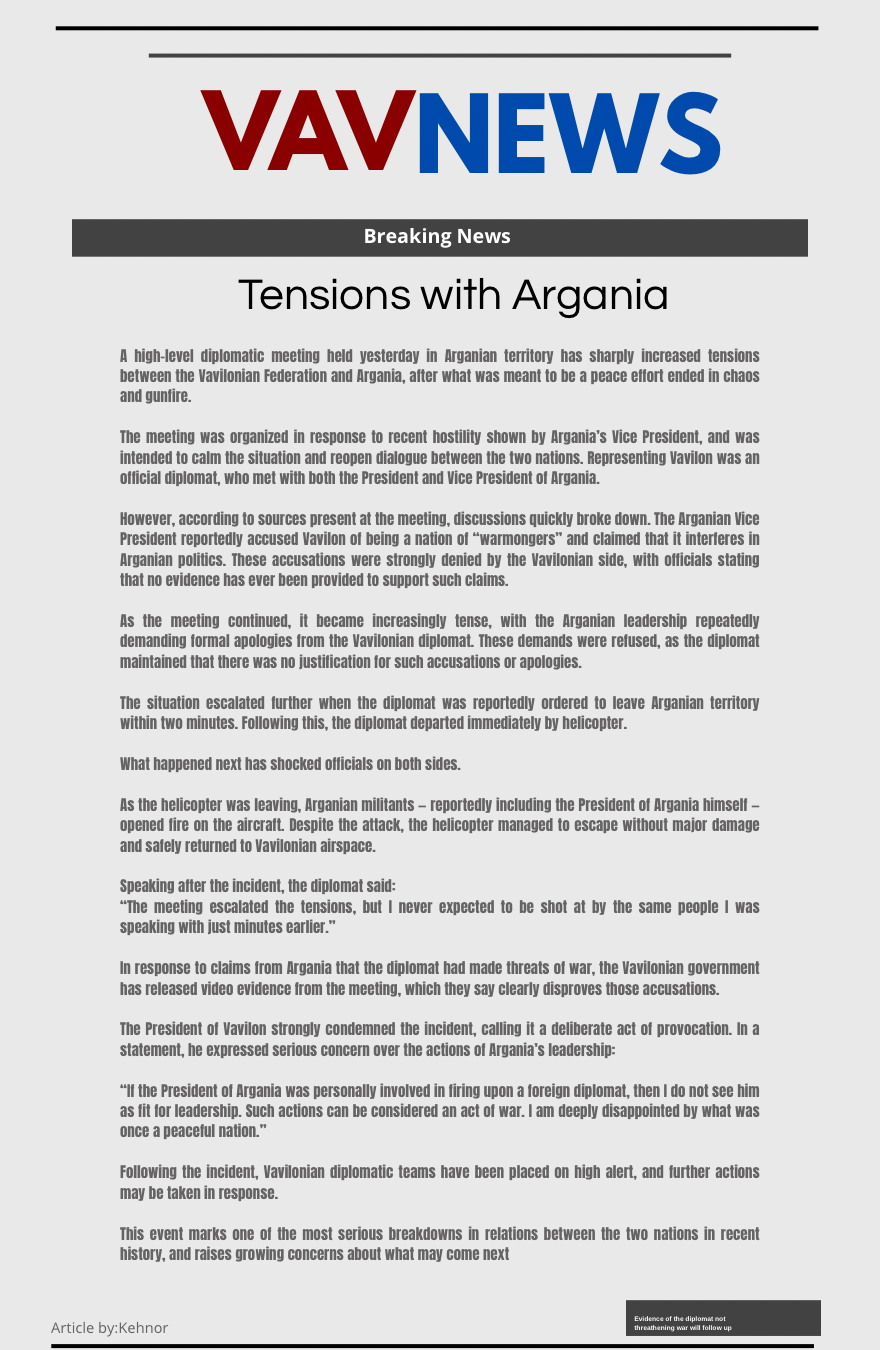 VAVNEWS
Breaking News
Tensions with Argania
A high-level diplomatic meeting held yesterday in Arganian territory has sharply increased tensions
between the Vavilonian Federation and Argania, after what was meant to be a peace effort ended in chaos
and gunfire.
The meeting was organized in response to recent hostility shown by Argania’s Vice President, and was
intended to calm the situation and reopen dialogue between the two nations. Representing Vavilon was an
official diplomat, who met with both the President and Vice President of Argania.
However, according to sources present at the meeting, discussions quickly broke down. The Arganian Vice
President reportedly accused Vavilon of being a nation of “warmongers” and claimed that it interferes in
Arganian politics. These accusations were strongly denied by the Vavilonian side, with officials stating
that no evidence has ever been provided to support such claims.
As the meeting continued, it became increasingly tense, with the Arganian leadership repeatedly
demanding formal apologies from the Vavilonian diplomat. These demands were refused, as the diplomat
maintained that there was no justification for such accusations or apologies.
The situation escalated further when the diplomat was reportedly ordered to leave Arganian territory
within two minutes. Following this, the diplomat departed immediately by helicopter.
What happened next has shocked officials on both sides.
As the helicopter was leaving, Arganian militants – reportedly including the President of Argania himself –
opened fire on the aircraft. Despite the attack, the helicopter managed to escape without major damage
and safely returned to Vavilonian airspace.
Speaking after the incident, the diplomat said:
“The meeting escalated the tensions, but I never expected to be shot at by the same people I was
speaking with just minutes earlier.”
In response to claims from Argania that the diplomat had made threats of war, the Vavilonian government
has released video evidence from the meeting, which they say clearly disproves those accusations.
The President of Vavilon strongly condemned the incident, calling it a deliberate act of provocation. In a
statement, he expressed serious concern over the actions of Argania’s leadership:
“If the President of Argania was personally involved in firing upon a foreign diplomat, then I do not see him
as fit for leadership. Such actions can be considered an act of war. I am deeply disappointed by what was
once a peaceful nation.”
Following the incident, Vavilonian diplomatic teams have been placed on high alert, and further actions
may be taken in response.
This event marks one of the most serious breakdowns in relations between the two nations in recent
history, and raises growing concerns about what may come next
Article by:Kehnor
Evidence of the diplomat not
threathening war will follow up